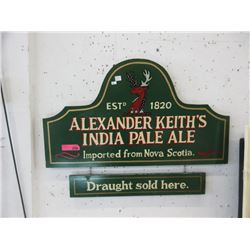 ESTD 1820
ALEXANDER KEITH'S
INDIA PALE ALE
Imported from Nova Scotia.
Draught sold here.